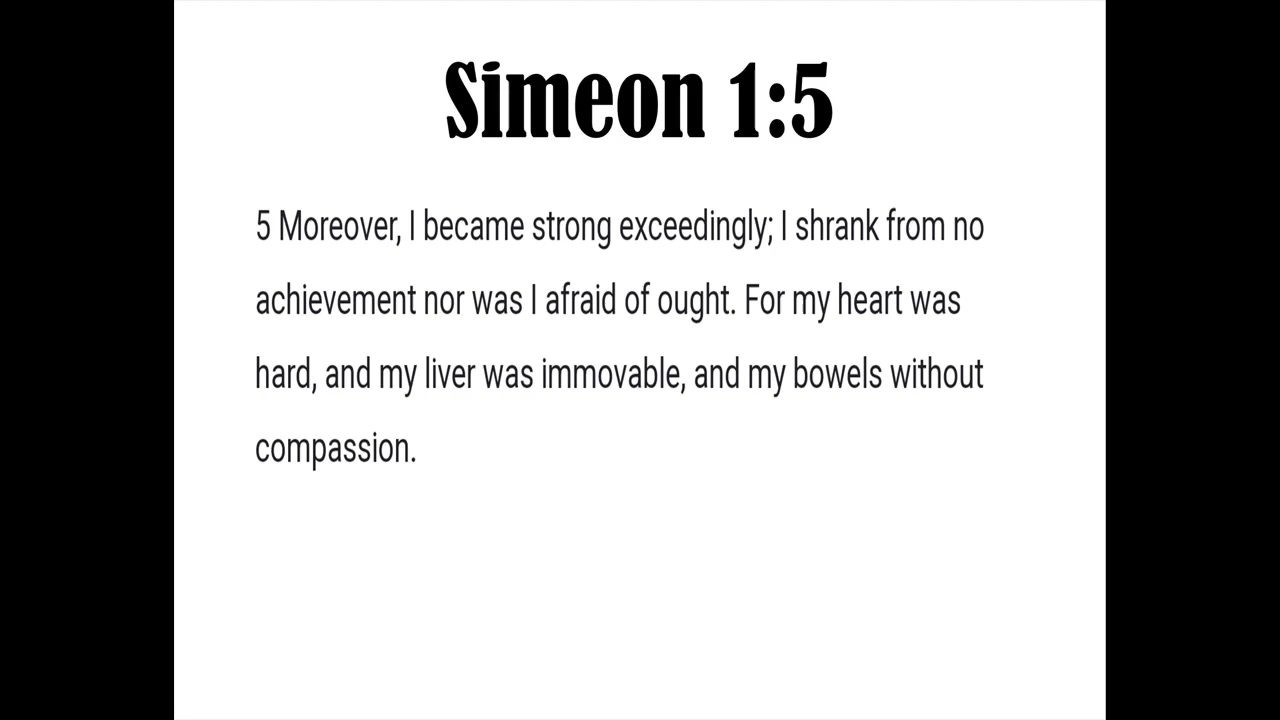 Simeon 1:5
5 Moreover, I became strong exceedingly; I shrank from no
achievement nor was I afraid of ought. For my heart was
hard, and my liver was immovable, and my bowels without
compassion.